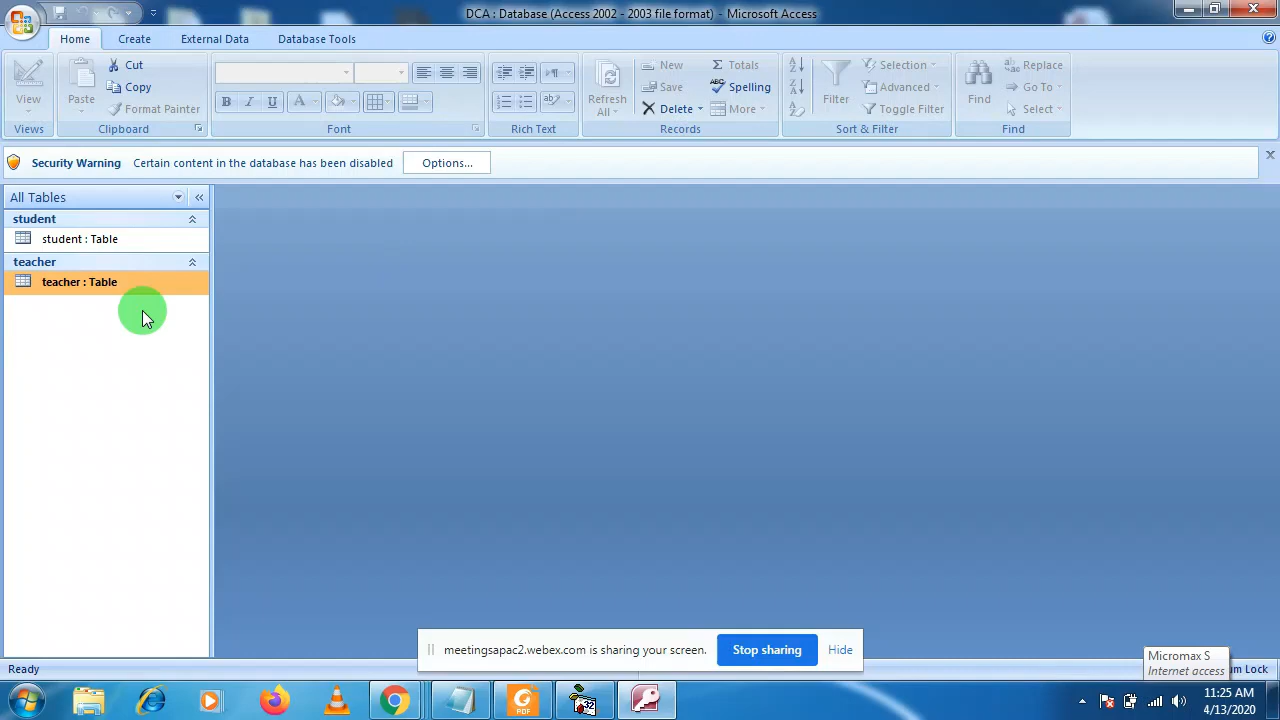 DCA : Database (Access 2002 - 2003 file format) - Microsoft Access
Home Create External Data Database Tools
View
Views
Paste
Cut
Copy
Format Painter
Clipboard
B I U A
Font
Rich Text
Refresh All
New
Save
Delete
Totals
Spelling
More
Records
Filter
Selection
Advanced
Toggle Filter
Sort & Filter
Find
Replace
Go To
Select
Find
Security Warning Certain content in the database has been disabled Options...
All Tables
student
student : Table
teacher
teacher : Table
meetingsapac2.webex.com is sharing your screen. Stop sharing Hide
Ready
Micromax S
Internet access
m Lock
PDF
32
11:25 AM
4/13/2020